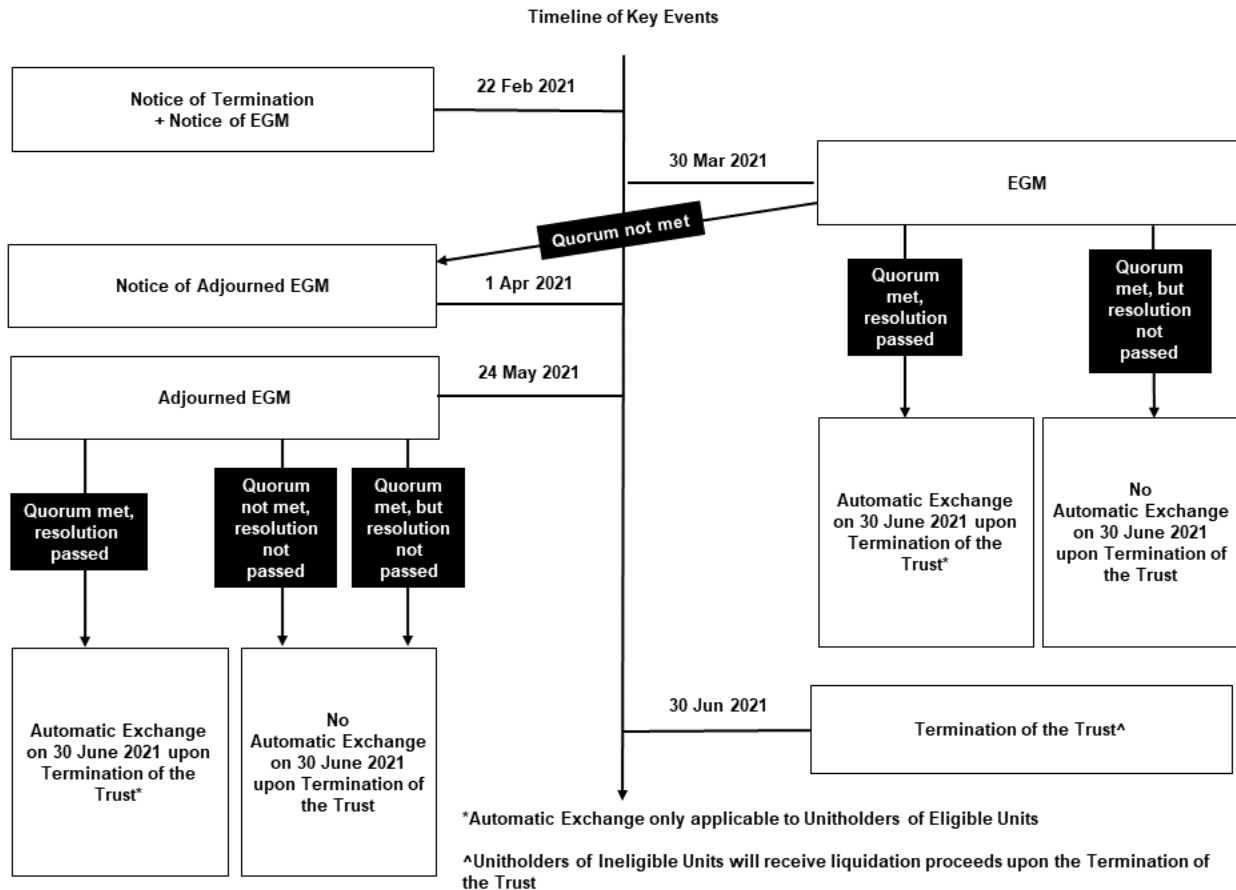 Timeline of Key Events
22 Feb 2021
Notice of Termination
+ Notice of EGM
30 Mar 2021
EGM
Quorum not met
Notice of Adjourned EGM
1 Apr 2021
Quorum
met,
resolution
passed
Quorum
met, but
resolution
not
passed
24 May 2021
Adjourned EGM
Automatic Exchange
on 30 June 2021 upon
Termination of the
Trust*
No
Automatic Exchange
on 30 June 2021
upon Termination of
the Trust
Quorum met,
resolution
passed
Quorum
not met,
resolution
not
passed
Quorum
met, but
resolution
not
passed
Automatic Exchange
on 30 June 2021 upon
Termination of the
Trust*
No
Automatic Exchange
on 30 June 2021
upon Termination of
the Trust
30 Jun 2021
Termination of the Trust^
*Automatic Exchange only applicable to Unitholders of Eligible Units
^Unitholders of Ineligible Units will receive liquidation proceeds upon the Termination of
the Trust